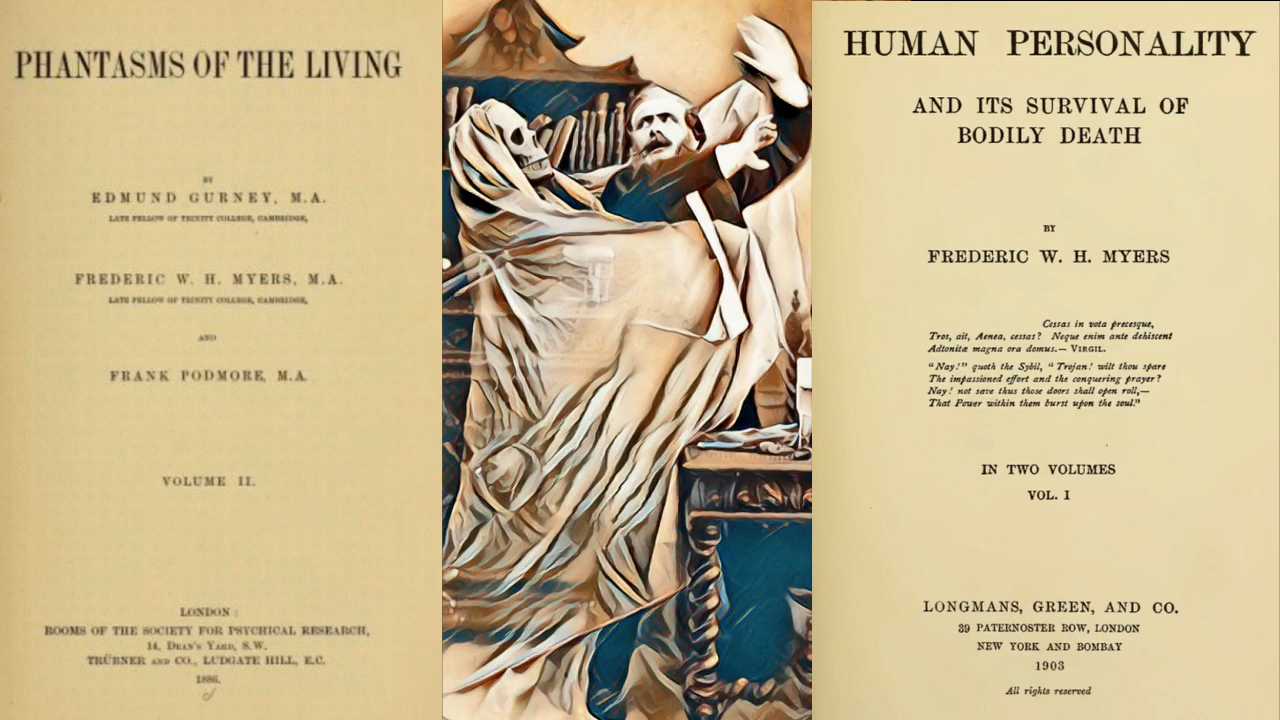 PHANTASMS OF THE LIVING
BY
EDMUND GURNEY, M.A.
LATE FELLOW OF TRINITY COLLEGE, CAMBRIDGE,
FREDERIC W. H. MYERS, M.A.
LATE FELLOW OF TRINITY COLLEGE, CAMBRIDGE,
AND
FRANK PODMORE, M.A.
VOLUME II.
LONDON:
ROOMS OF THE SOCIETY FOR PSYCHICAL RESEARCH,
14, DEAN'S YARD, S.W.
TRÜBNER AND CO., LUDGATE HILL, E.C.
1886.
HUMAN PERSONALITY
AND ITS SURVIVAL OF
BODILY DEATH
BY
FREDERIC W. H. MYERS
Cessas in vota precesque,
Tros, ait, Aenea, cessas? Neque enim ante dehiscent
Adtonitæ magna ora domus.— VIRGIL.
"Nay!" quoth the Sybil, "Trojan! wilt thou spare
The impassioned effort and the conquering prayer?
Nay! not save thus those doors shall open roll,—
That Power within them burst upon the soul."
IN TWO VOLUMES
VOL. I
LONGMANS, GREEN, AND CO.
39 PATERNOSTER ROW, LONDON
NEW YORK AND BOMBAY
1903
All rights reserved